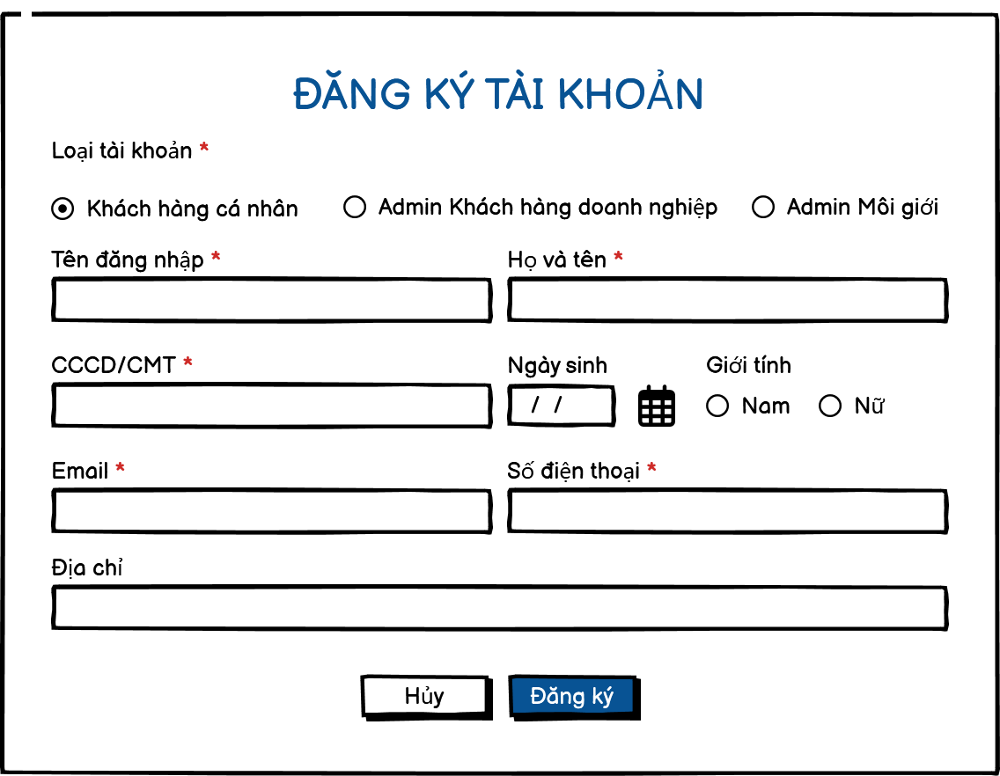 ĐĂNG KÝ TÀI KHOẢN
Loại tài khoản *
Khách hàng cá nhân Admin Khách hàng doanh nghiệp Admin Môi giới
Tên đăng nhập * Họ và tên *
CCCD/CMT * Ngày sinh Giới tính
/ / Nam Nữ
Email * Số điện thoại *
Địa chỉ
Hủy Đăng ký